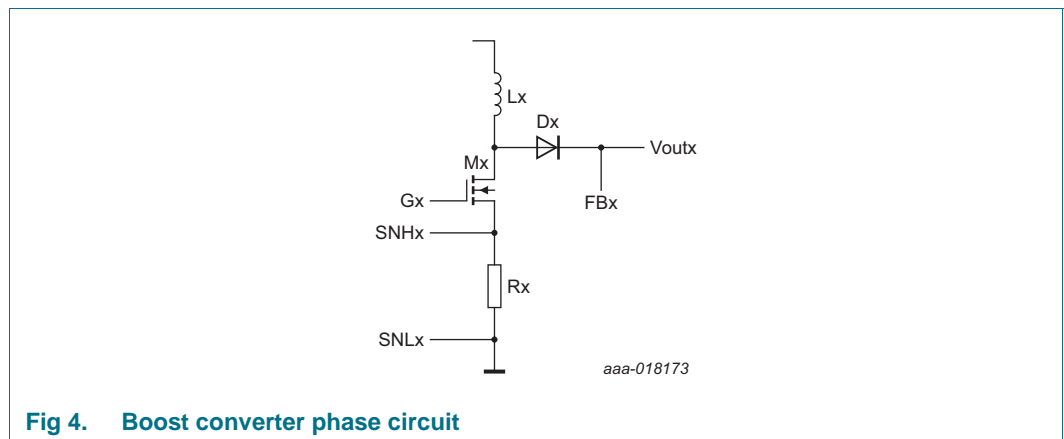 Lx
Dx
Voutx
Mx
FBx
Gx
SNHx
Rx
SNLx
aaa-018173
Fig 4. Boost converter phase circuit